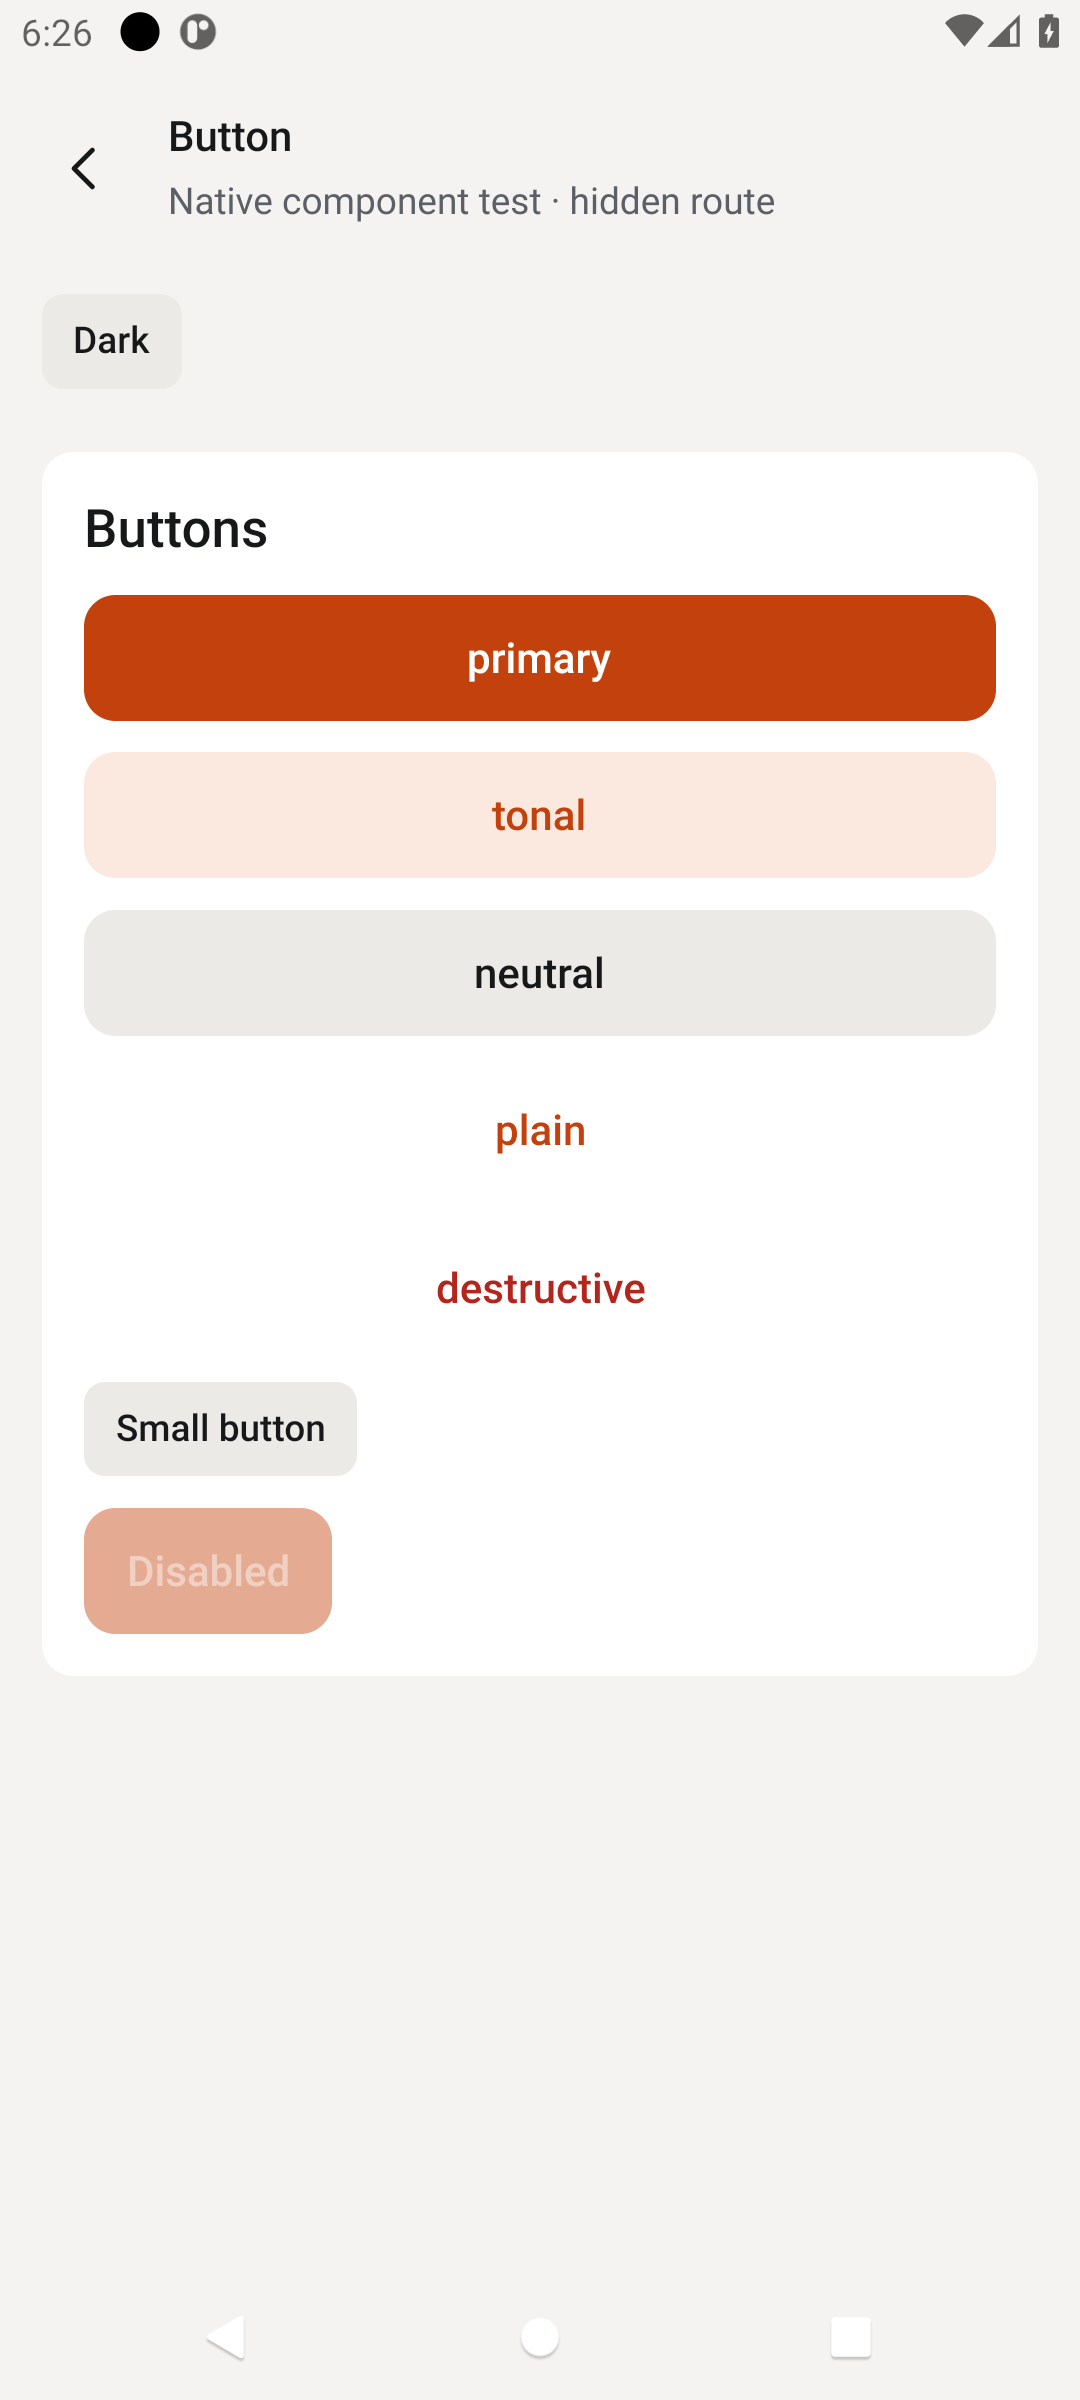 6:26
Button
Native component test · hidden route
Dark
Buttons
primary
tonal
neutral
plain
destructive
Small button
Disabled